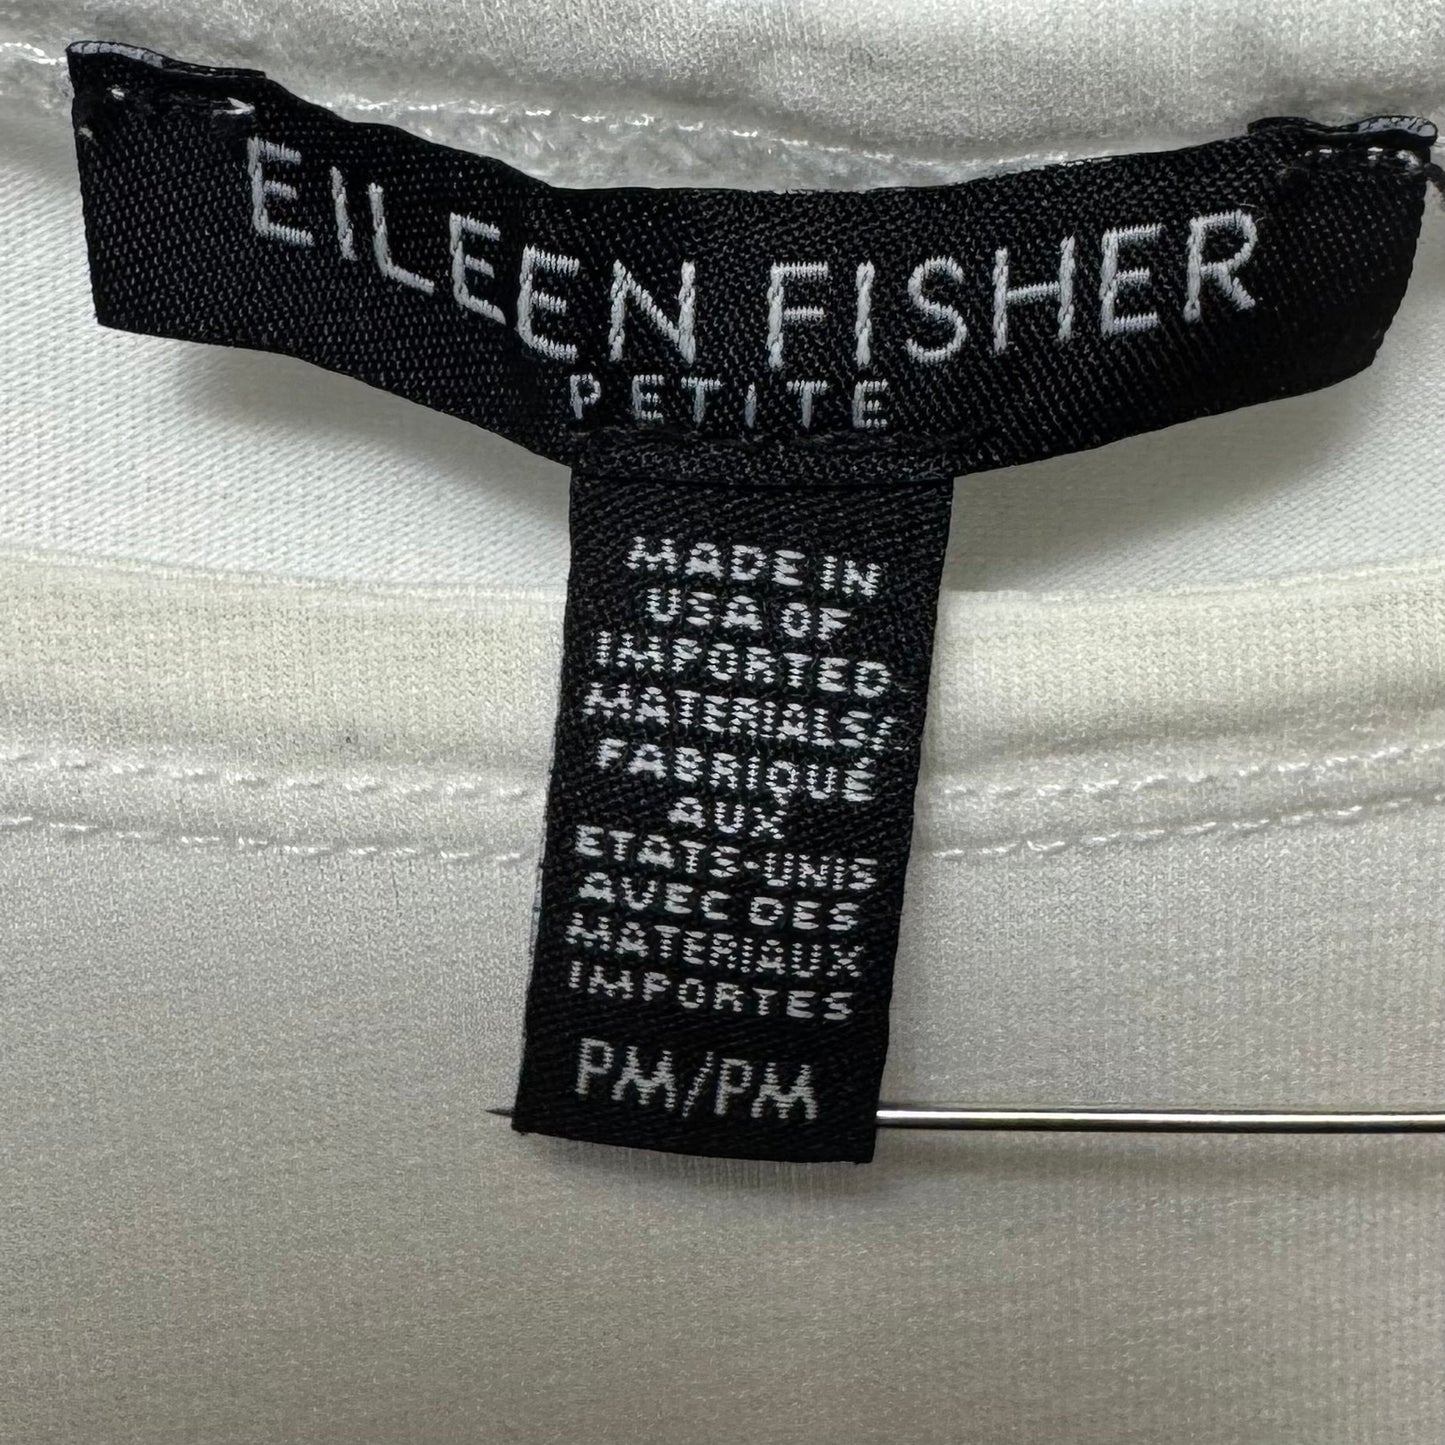 EILEEN FISHER
PETITE
MADE IN
USA OF
IMPORTED
MATERIALS/
FABRIQUÉ
AUX
ETATS-UNIS
AVEC DES
MATERIAUX
IMPORTES
PM/PM